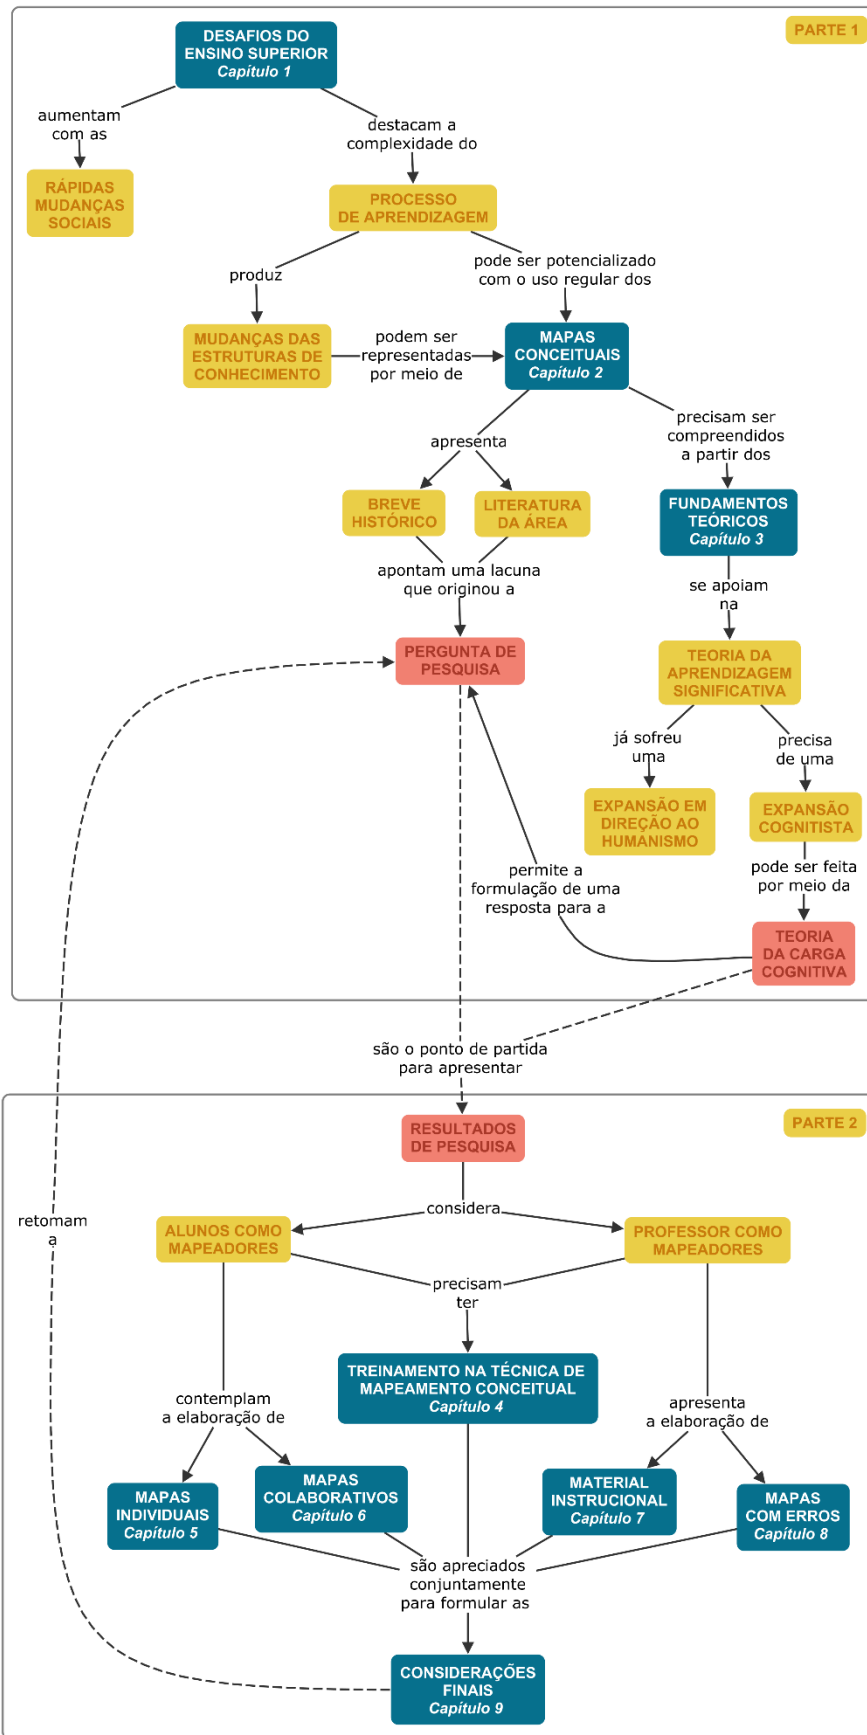 PARTE 1
DESAFIOS DO
ENSINO SUPERIOR
Capítulo 1
aumentam
com as
destacam a
complexidade do
RÁPIDAS
MUDANÇAS
SOCIAIS
PROCESSO
DE APRENDIZAGEM
produz
pode ser potencializado
com o uso regular dos
MUDANÇAS DAS
ESTRUTURAS DE
CONHECIMENTO
podem ser
representadas
por meio de
MAPAS
CONCEITUAIS
Capítulo 2
apresenta
precisam ser
compreendidos
a partir dos
BREVE
HISTÓRICO
LITERATURA
DA ÁREA
FUNDAMENTOS
TEÓRICOS
Capítulo 3
apontam uma lacuna
que originou a
se apoiam
na
PERGUNTA DE
PESQUISA
TEORIA DA
APRENDIZAGEM
SIGNIFICATIVA
já sofreu
uma
precisa
de uma
EXPANSÃO EM
DIREÇÃO AO
HUMANISMO
EXPANSÃO
COGNITISTA
permite a
formulação de uma
resposta para a
pode ser feita
por meio da
TEORIA
DA CARGA
COGNITIVA
são o ponto de partida
para apresentar
PARTE 2
RESULTADOS
DE PESQUISA
retomam
a
considera
ALUNOS COMO
MAPEADORES
PROFESSOR COMO
MAPEADORES
precisam
ter
TREINAMENTO NA TÉCNICA DE
MAPEAMENTO CONCEITUAL
Capítulo 4
contemplam
a elaboração de
apresenta
a elaboração de
MAPAS
INDIVIDUAIS
Capítulo 5
MAPAS
COLABORATIVOS
Capítulo 6
MATERIAL
INSTRUCIONAL
Capítulo 7
MAPAS
COM ERROS
Capítulo 8
são apreciados
conjuntamente
para formular as
CONSIDERAÇÕES
FINAIS
Capítulo 9